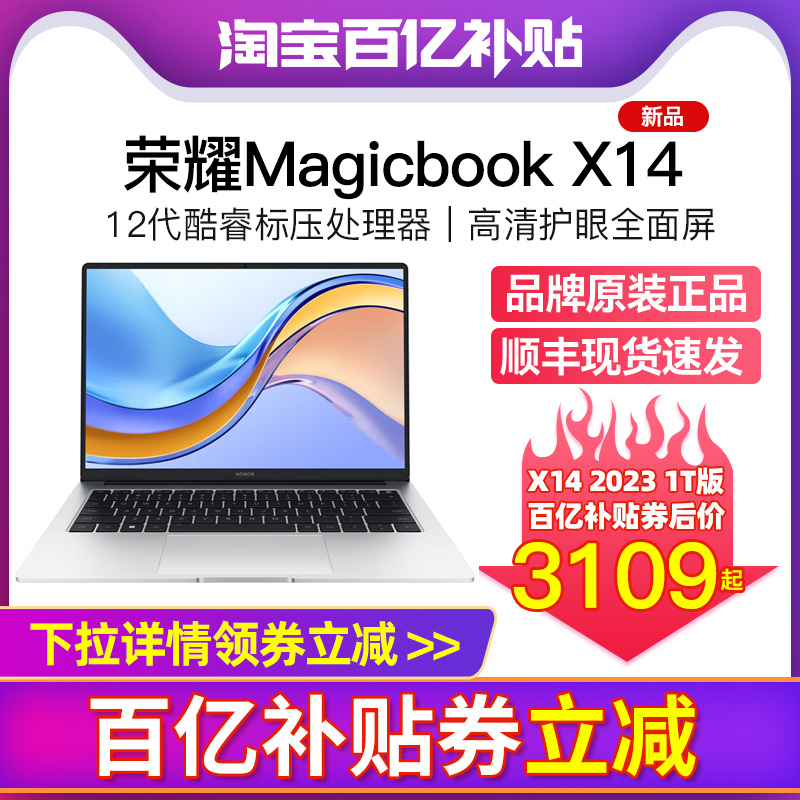 淘宝百亿补贴
新品
荣耀Magicbook X14
12代酷睿标压处理器｜高清护眼全面屏
品牌原装正品
顺丰现货速发
HONOR
X14 2023 1T版
百亿补贴券后价
3109起
下拉详情领券立减 >>
百亿补贴券立减